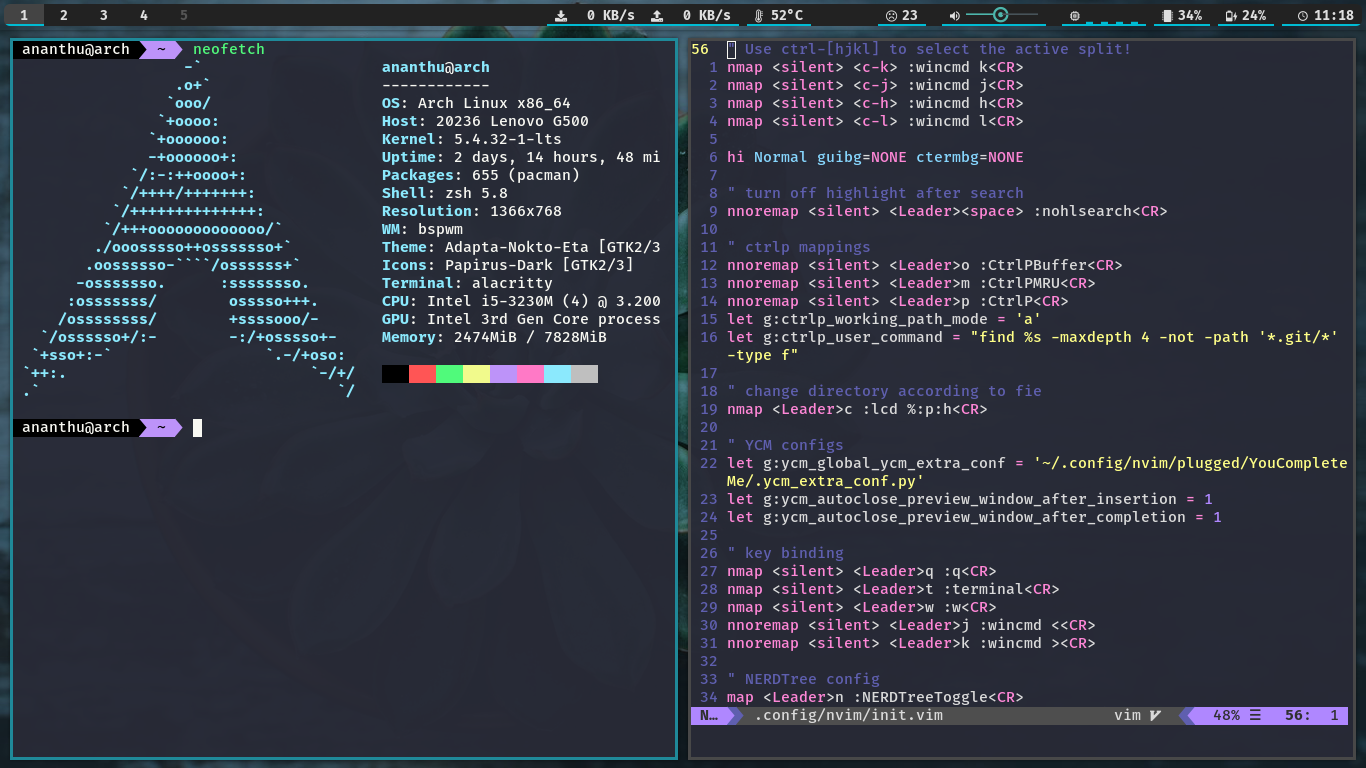 1 2 3 4 5 0 KB/s 0 KB/s 52°C 23 34% 24% 11:18
ananthu@arch ~ neofetch
-`
.o+`
`ooo/
`+oooo:
`+oooooo:
-+oooooo+:
`/:-:++oooo+:
`/++++/+++++++:
`/++++++++++++++:
`/+++ooooooooooooo/`
./ooosssso++osssssso+`
.oossssso-````/ossssss+`
-osssssso. :ssssssso.
:osssssss/ osssso+++.
/ossssssss/ +ssssooo/-
`/ossssso+/:- -:/+osssso+-
`+sso+:-` `.-/+oso:
`++:. `-/+/
.` `/
ananthu@arch
------------
OS: Arch Linux x86_64
Host: 20236 Lenovo G500
Kernel: 5.4.32-1-lts
Uptime: 2 days, 14 hours, 48 mi
Packages: 655 (pacman)
Shell: zsh 5.8
Resolution: 1366x768
WM: bspwm
Theme: Adapta-Nokto-Eta [GTK2/3
Icons: Papirus-Dark [GTK2/3]
Terminal: alacritty
CPU: Intel i5-3230M (4) @ 3.200
GPU: Intel 3rd Gen Core process
Memory: 2474MiB / 7828MiB
ananthu@arch ~
56 " Use ctrl-[hjkl] to select the active split!
1 nmap <silent> <c-k> :wincmd k<CR>
2 nmap <silent> <c-j> :wincmd j<CR>
3 nmap <silent> <c-h> :wincmd h<CR>
4 nmap <silent> <c-l> :wincmd l<CR>
5
6 hi Normal guibg=NONE ctermbg=NONE
7
8 " turn off highlight after search
9 nnoremap <silent> <Leader><space> :nohlsearch<CR>
10
11 " ctrlp mappings
12 nnoremap <silent> <Leader>o :CtrlPBuffer<CR>
13 nnoremap <silent> <Leader>m :CtrlPMRU<CR>
14 nnoremap <silent> <Leader>p :CtrlP<CR>
15 let g:ctrlp_working_path_mode = 'a'
16 let g:ctrlp_user_command = "find %s -maxdepth 4 -not -path '*.git/*'
-type f"
17
18 " change directory according to fie
19 nmap <Leader>c :lcd %:p:h<CR>
20
21 " YCM configs
22 let g:ycm_global_ycm_extra_conf = '~/.config/nvim/plugged/YouComplete
Me/.ycm_extra_conf.py'
23 let g:ycm_autoclose_preview_window_after_insertion = 1
24 let g:ycm_autoclose_preview_window_after_completion = 1
25
26 " key binding
27 nmap <silent> <Leader>q :q<CR>
28 nmap <silent> <Leader>t :terminal<CR>
29 nmap <silent> <Leader>w :w<CR>
30 nnoremap <silent> <Leader>j :wincmd <<CR>
31 nnoremap <silent> <Leader>k :wincmd ><CR>
32
33 " NERDTree config
34 map <Leader>n :NERDTreeToggle<CR>
N… .config/nvim/init.vim vim 48% ☰ 56: 1